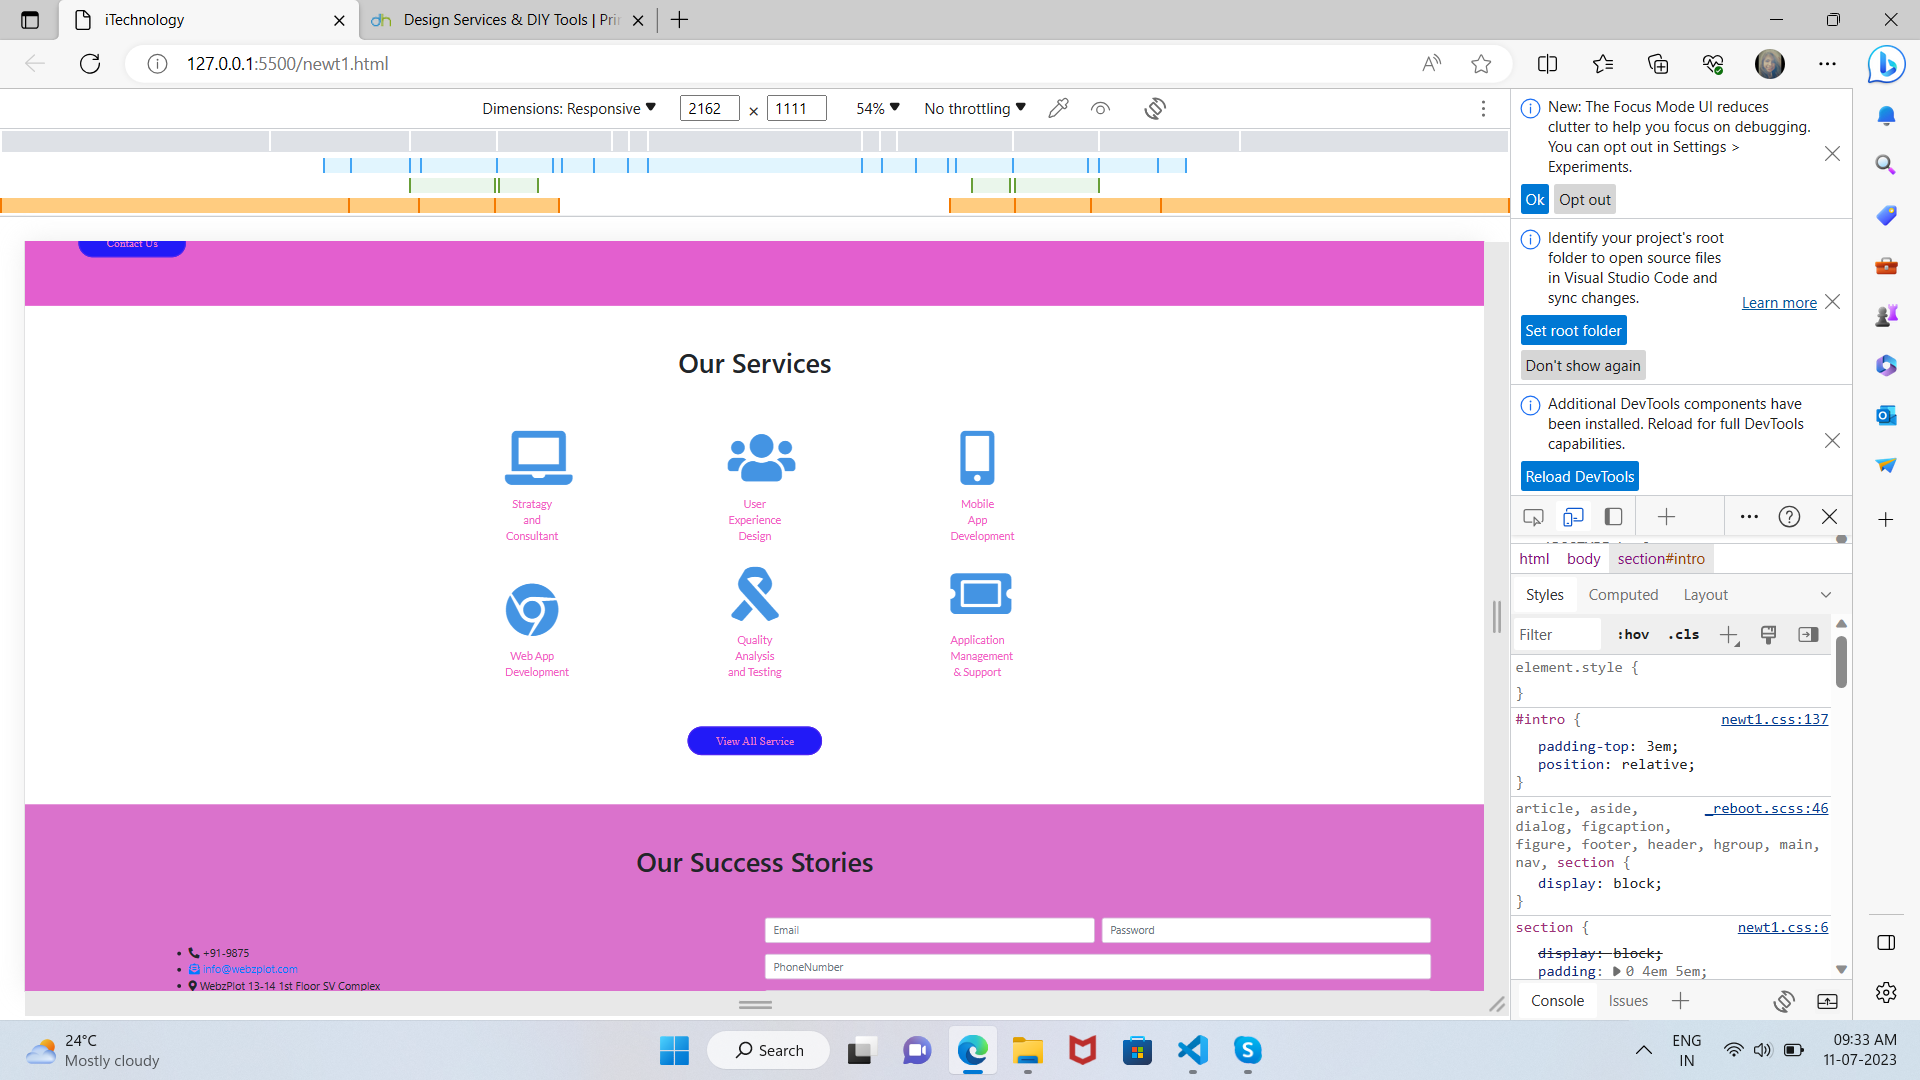 iTechnology
Design Services & DIY Tools | Prin
127.0.0.1:5500/newt1.html
Dimensions: Responsive
2162
×
1111
54%
No throttling
Contact Us
Our Services
Stratagy
and
Consultant
User
Experience
Design
Mobile
App
Development
Web App
Development
Quality
Analysis
and Testing
Application
Management
& Support
View All Service
Our Success Stories
+91-9875
info@webzplot.com
WebzPlot 13-14 1st Floor SV Complex
Email
Password
PhoneNumber
New: The Focus Mode UI reduces
clutter to help you focus on debugging.
You can opt out in Settings >
Experiments.
Ok
Opt out
Identify your project's root
folder to open source files
in Visual Studio Code and
sync changes.
Learn more
Set root folder
Don't show again
Additional DevTools components have
been installed. Reload for full DevTools
capabilities.
Reload DevTools
html body section#intro
Styles Computed Layout
Filter :hov .cls
element.style {
}
#intro { newt1.css:137
padding-top: 3em;
position: relative;
}
article, aside, _reboot.scss:46
dialog, figcaption,
figure, footer, header, hgroup, main,
nav, section {
display: block;
}
section { newt1.css:6
display: block;
padding: 0 4em 5em;
Console Issues
24°C
Mostly cloudy
Search
ENG
IN
09:33 AM
11-07-2023